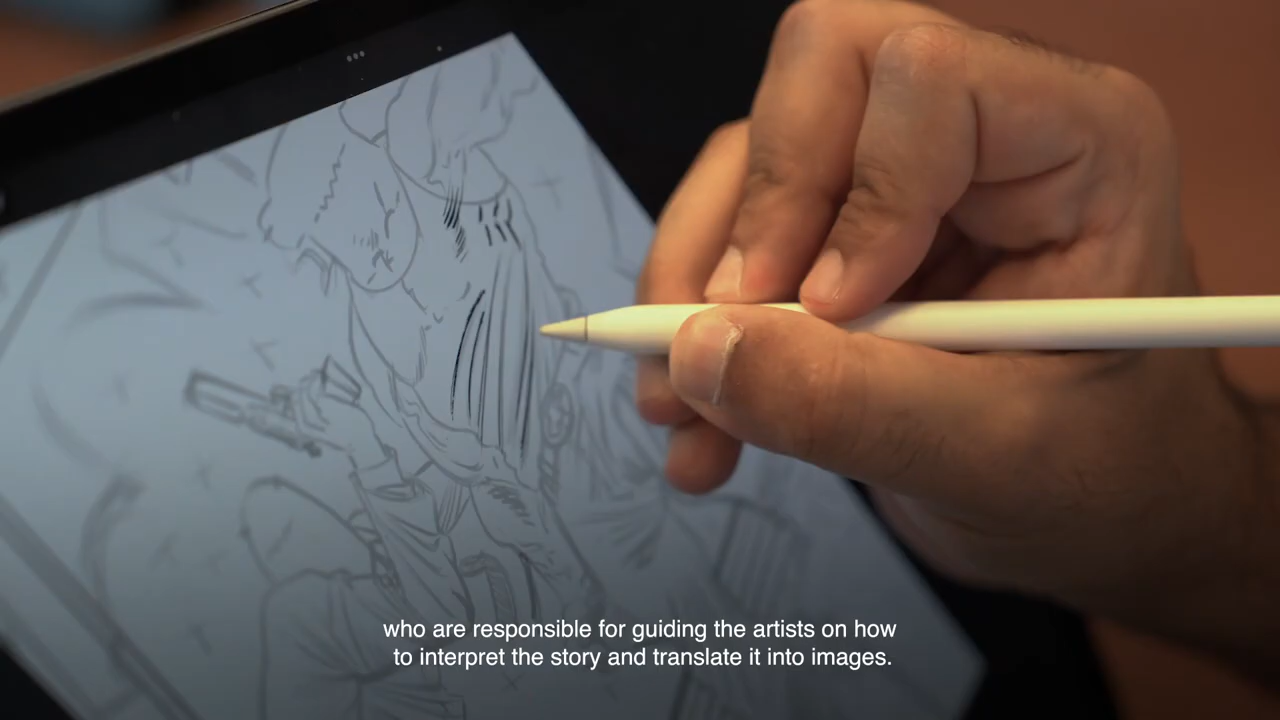 who are responsible for guiding the artists on how
to interpret the story and translate it into images.